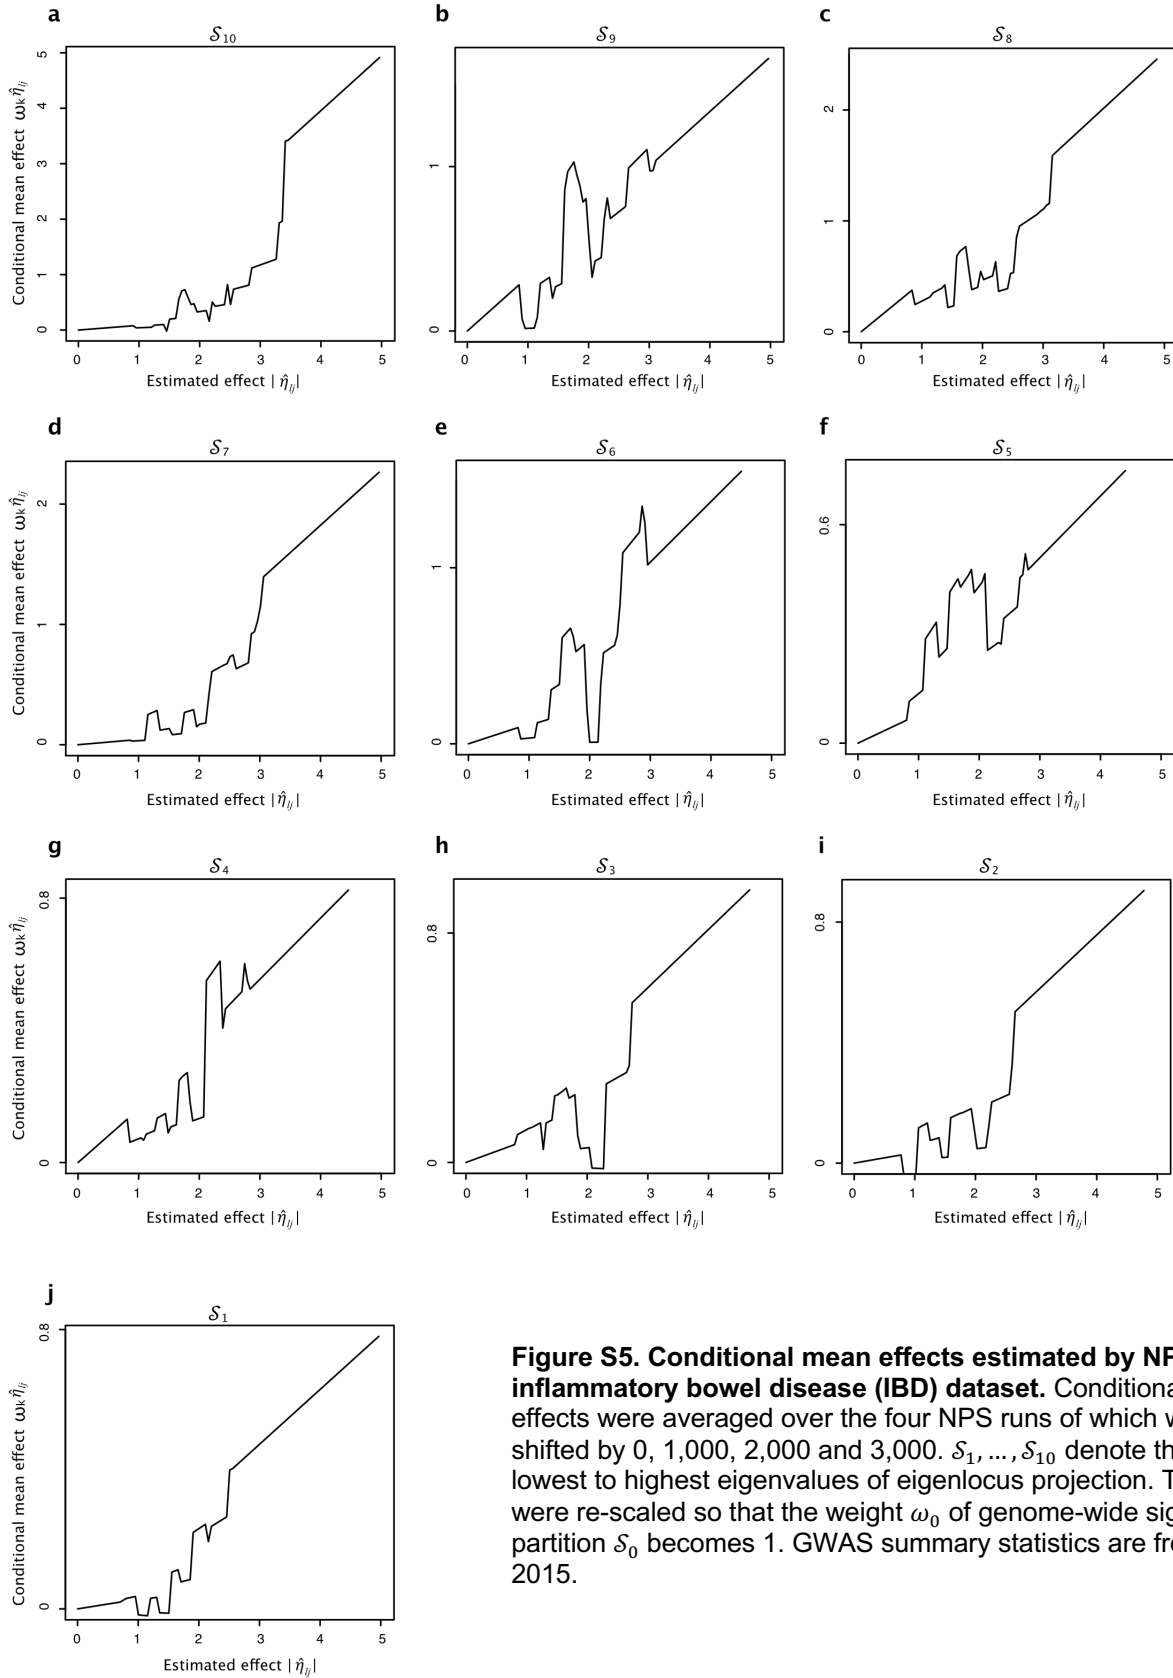 a
b
c
S10
S9
S8
Conditional mean effect ωkη̂lj
0 1 2 3 4 5
0 1
0 1 2
0 1 2 3 4 5
0 1 2 3 4 5
0 1 2 3 4 5
Estimated effect |η̂lj|
Estimated effect |η̂lj|
Estimated effect |η̂lj|
d
e
f
S7
S6
S5
Conditional mean effect ωkη̂lj
0 1 2
0 1
0 0.6
0 1 2 3 4 5
0 1 2 3 4 5
0 1 2 3 4 5
Estimated effect |η̂lj|
Estimated effect |η̂lj|
Estimated effect |η̂lj|
g
h
i
S4
S3
S2
Conditional mean effect ωkη̂lj
0 0.8
0 0.8
0 0.8
0 1 2 3 4 5
0 1 2 3 4 5
0 1 2 3 4 5
Estimated effect |η̂lj|
Estimated effect |η̂lj|
Estimated effect |η̂lj|
j
S1
Conditional mean effect ωkη̂lj
0 0.8
0 1 2 3 4 5
Estimated effect |η̂lj|
Figure S5. Conditional mean effects estimated by NP
inflammatory bowel disease (IBD) dataset. Conditiona
effects were averaged over the four NPS runs of which w
shifted by 0, 1,000, 2,000 and 3,000. S1, ... , S10 denote th
lowest to highest eigenvalues of eigenlocus projection. T
were re-scaled so that the weight ω0 of genome-wide sig
partition S0 becomes 1. GWAS summary statistics are fr
2015.